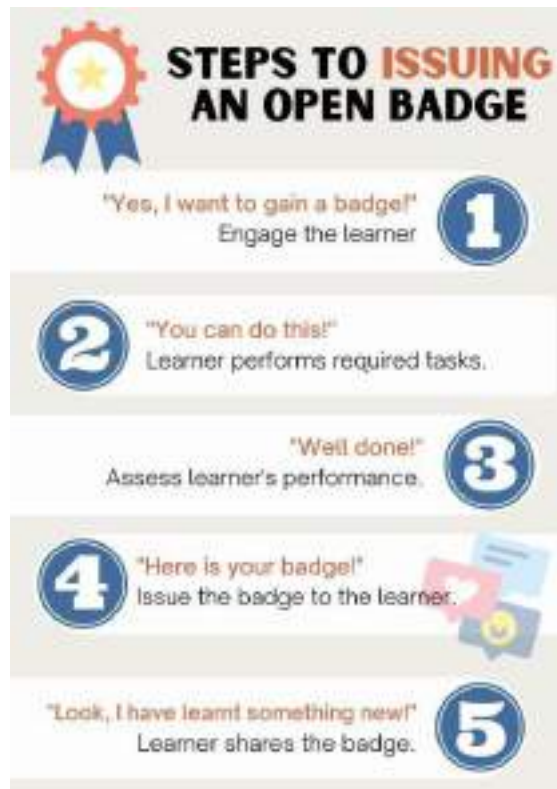 STEPS TO ISSUING
AN OPEN BADGE
"Yes, I want to gain a badge!"
Engage the learner
1
2
"You can do this!"
Learner performs required tasks.
"Well done!"
Assess learner's performance.
3
4
"Here is your badge!"
Issue the badge to the learner.
"Look, I have learnt something new!"
Learner shares the badge.
5